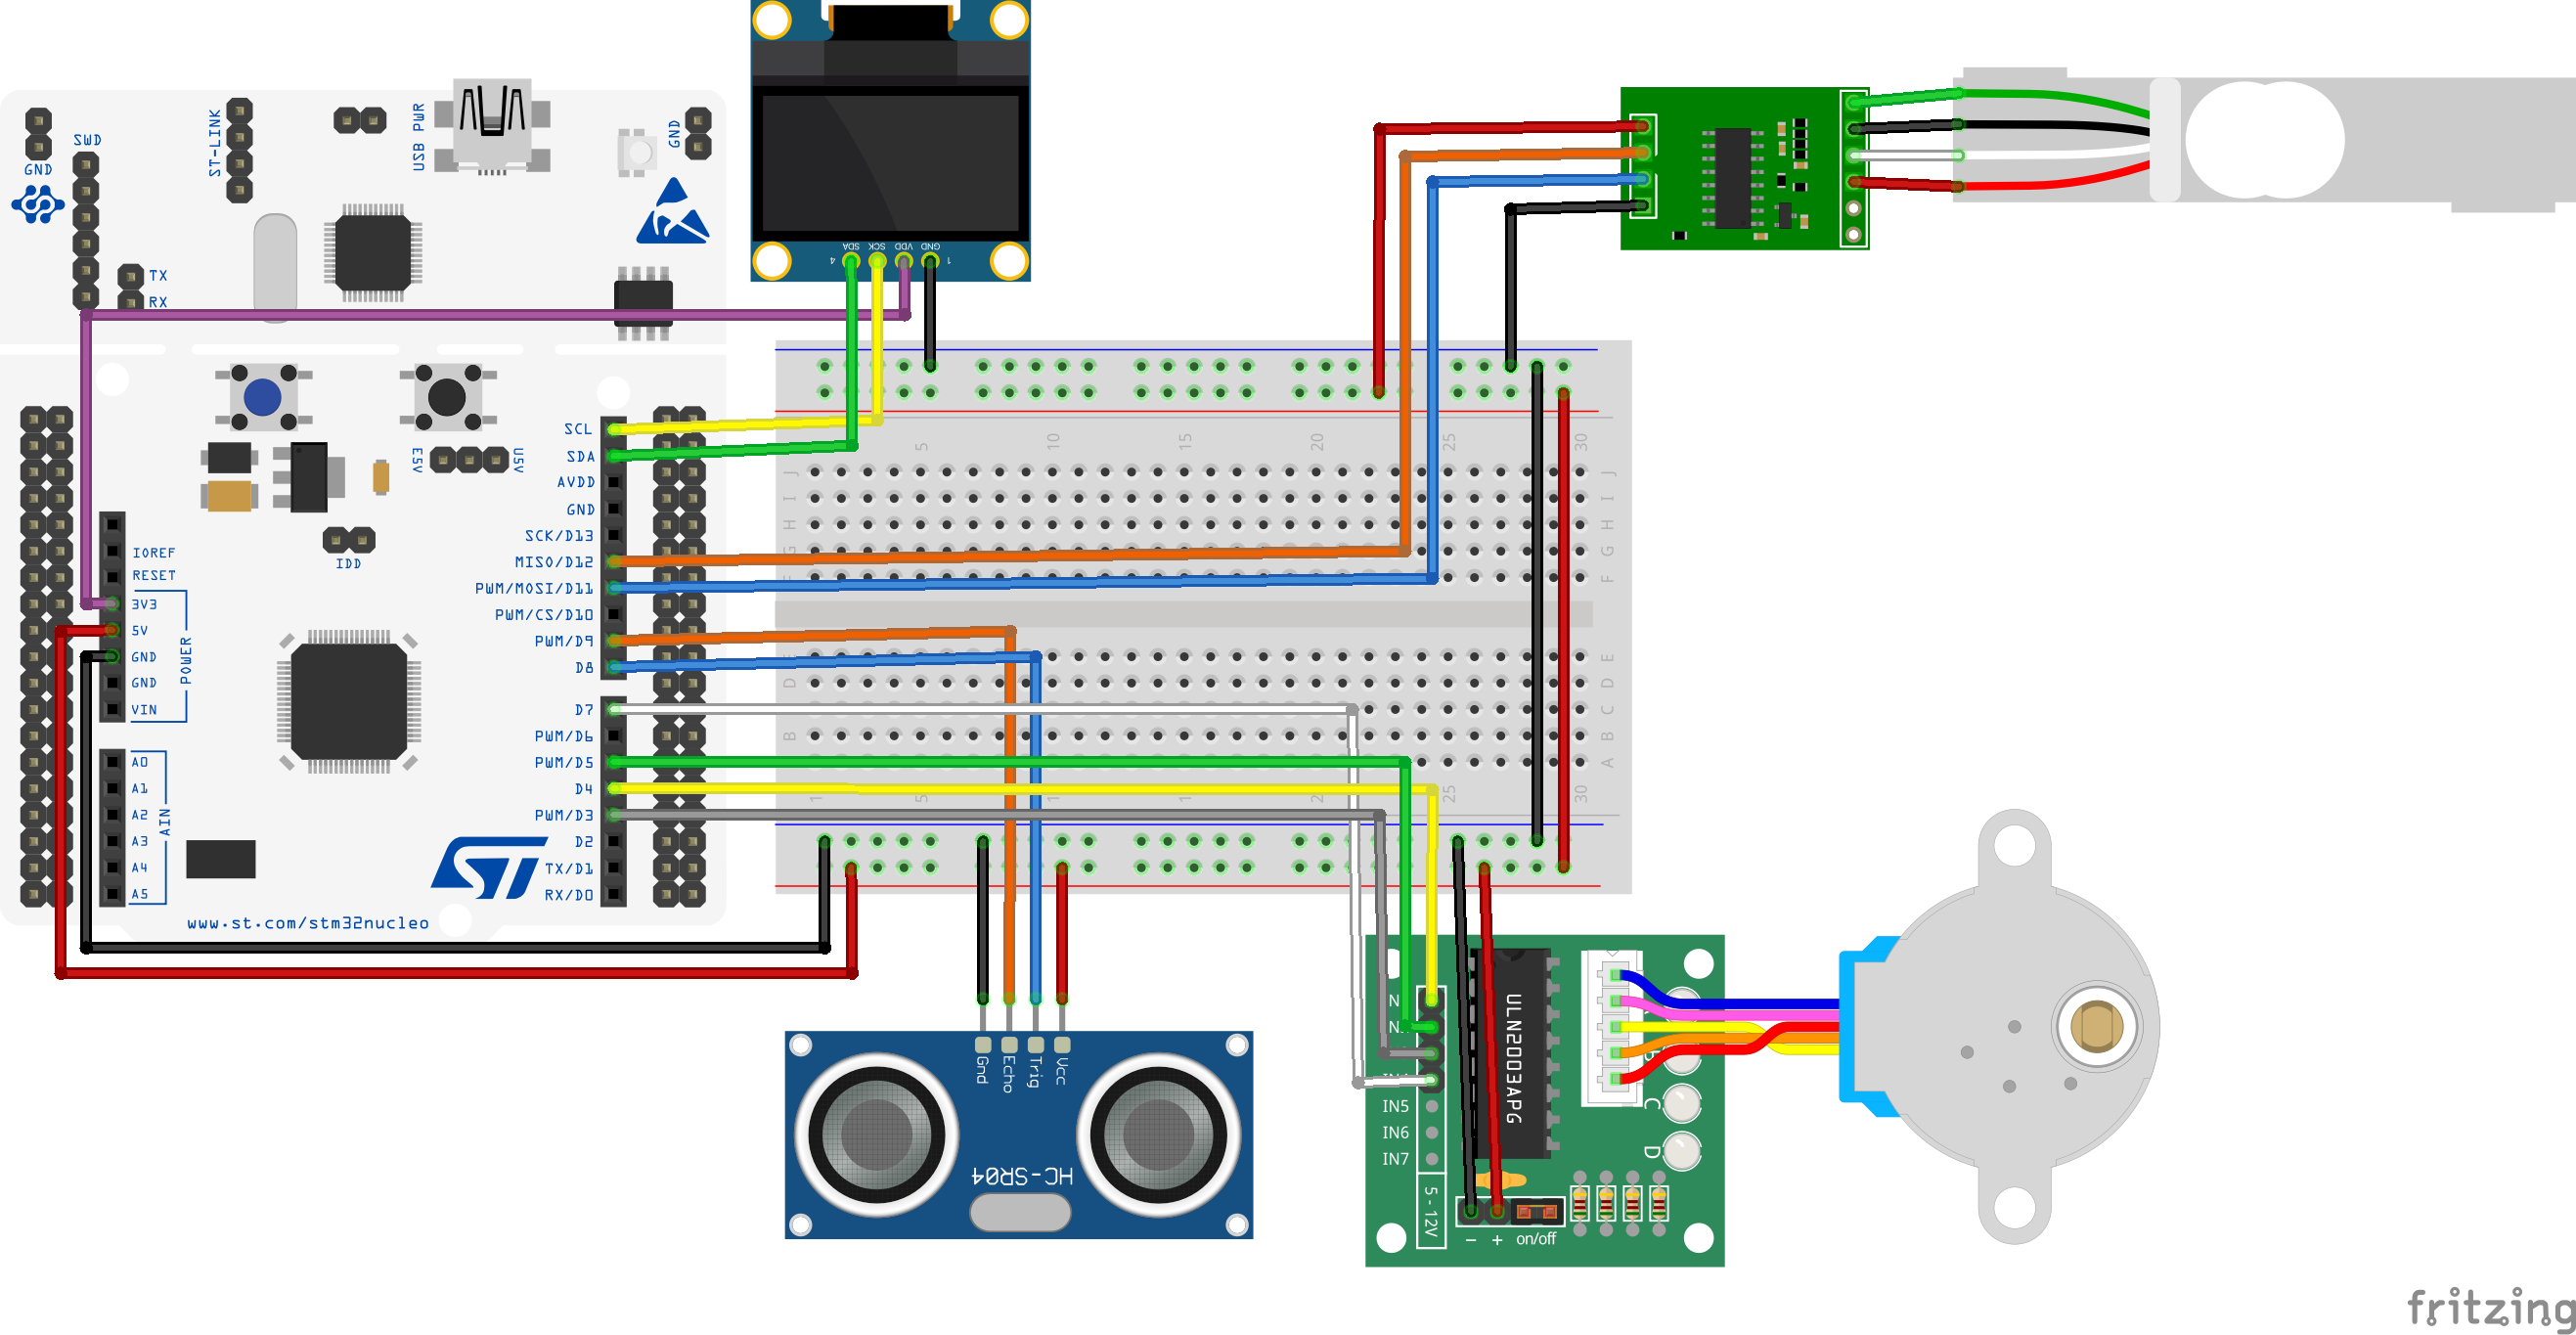 GND
SWD
ST-LINK
USB PWR
GND
TX
RX
SDA
SCK
VDD
GND
4
1
E5V
U5V
IDD
IOREF
RESET
3V3
5V
GND
GND
VIN
POWER
A0
A1
A2
A3
A4
A5
AIN
SCL
SDA
AVDD
GND
SCK/D13
MISO/D12
PWM/MOSI/D11
PWM/CS/D10
PWM/D9
D8
D7
PWM/D6
PWM/D5
D4
PWM/D3
D2
TX/D1
RX/D0
ST
www.st.com/stm32nucleo
5
10
15
20
25
30
J
J
I
I
H
H
G
G
F
E
D
D
C
B
B
A
1
5
25
30
Gnd
Echo
Trig
Vcc
HC-SR04
IN5
IN6
IN7
5-12V
ULN2003APG
B
C
D
- + on/off
fritzing